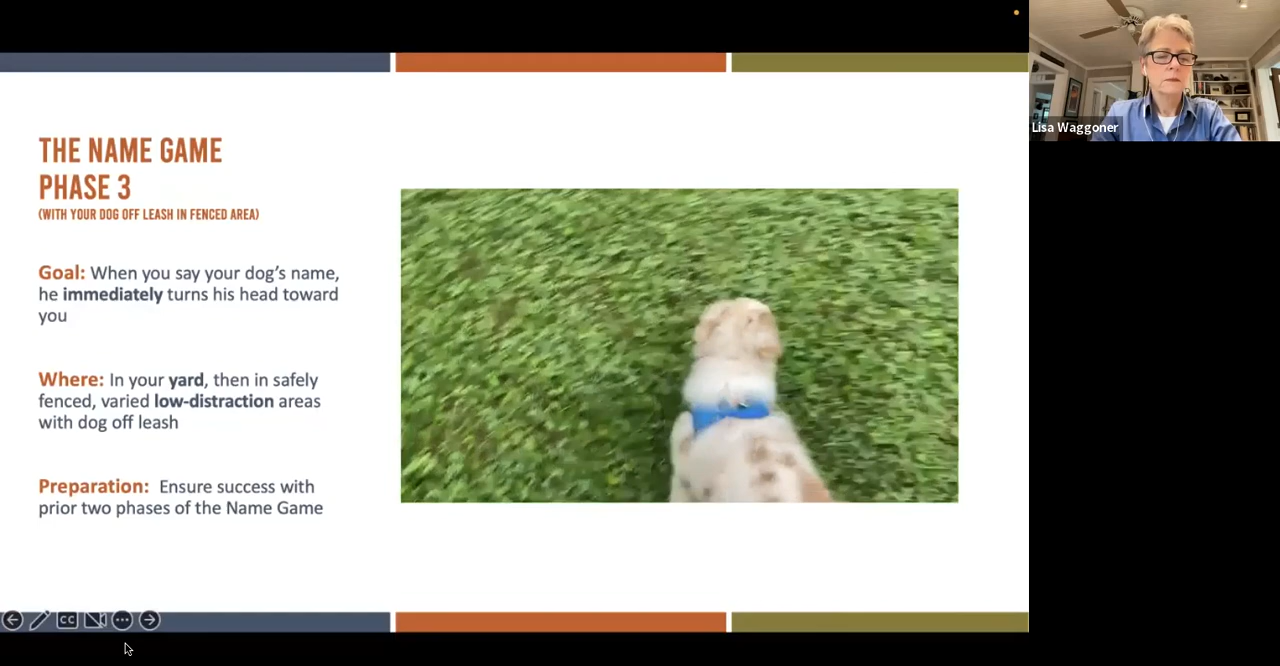 THE NAME GAME
PHASE 3
(WITH YOUR DOG OFF LEASH IN FENCED AREA)
Goal: When you say your dog's name,
he immediately turns his head toward
you
Where: In your yard, then in safely
fenced, varied low-distraction areas
with dog off leash
Preparation: Ensure success with
prior two phases of the Name Game
CC
Lisa Waggoner